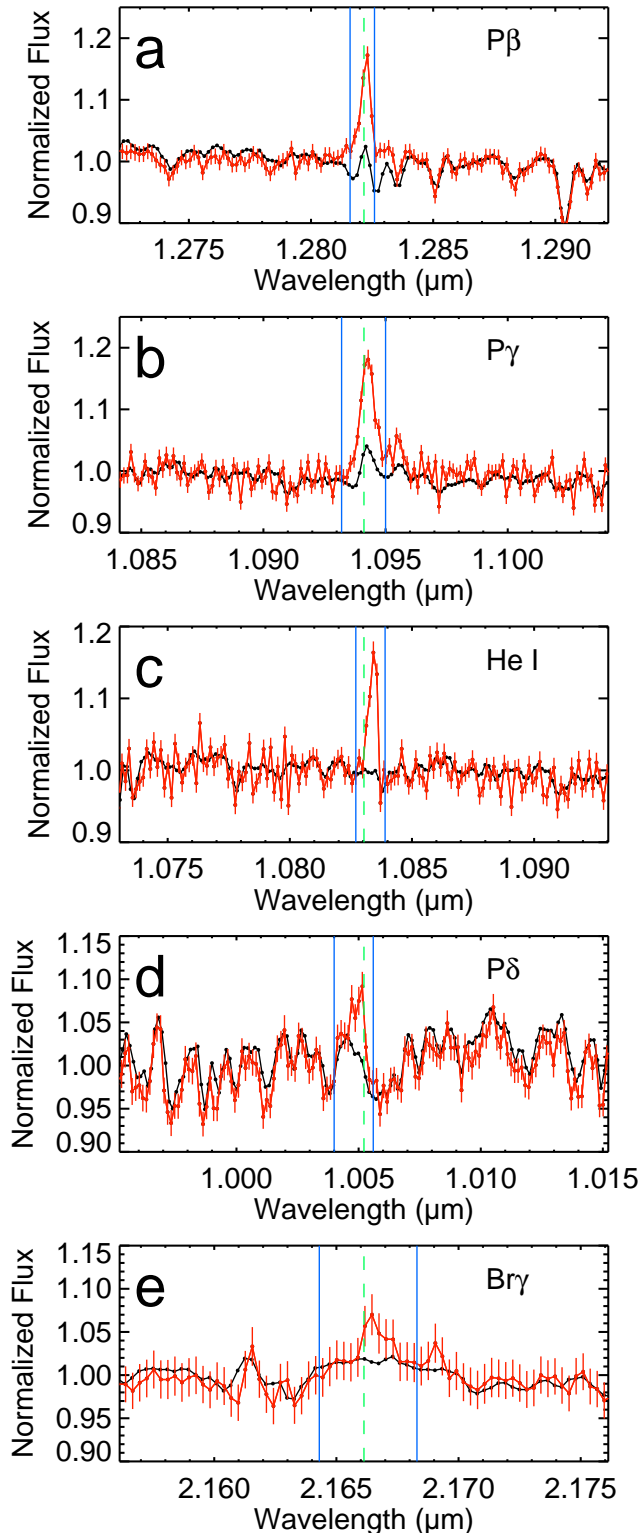 a
Pβ
1.2
1.1
1.0
0.9
Normalized Flux
1.275 1.280 1.285 1.290
Wavelength (μm)
b
Pγ
1.2
1.1
1.0
0.9
Normalized Flux
1.085 1.090 1.095 1.100
Wavelength (μm)
c
He I
1.2
1.1
1.0
0.9
Normalized Flux
1.075 1.080 1.085 1.090
Wavelength (μm)
d
Pδ
1.15
1.10
1.05
1.00
0.95
0.90
Normalized Flux
1.000 1.005 1.010 1.015
Wavelength (μm)
e
Brγ
1.15
1.10
1.05
1.00
0.95
0.90
Normalized Flux
2.160 2.165 2.170 2.175
Wavelength (μm)